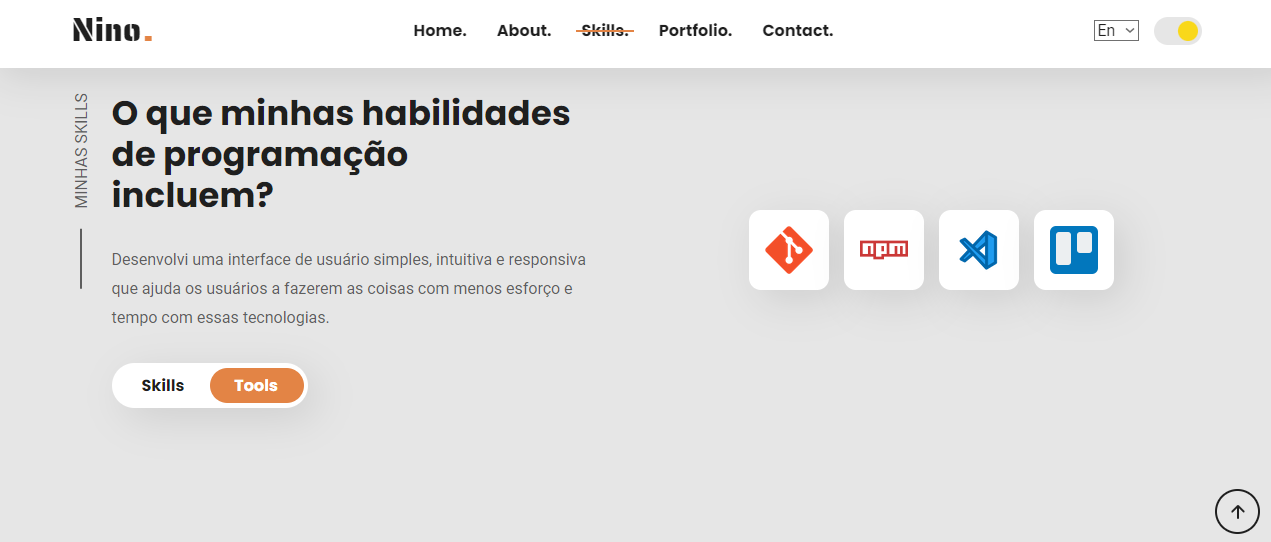 Nino.
Home. About. Skills. Portfolio. Contact.
En
MINHAS SKILLS
O que minhas habilidades
de programação
incluem?
Desenvolvi uma interface de usuário simples, intuitiva e responsiva
que ajuda os usuários a fazerem as coisas com menos esforço e
tempo com essas tecnologias.
Skills Tools
npm